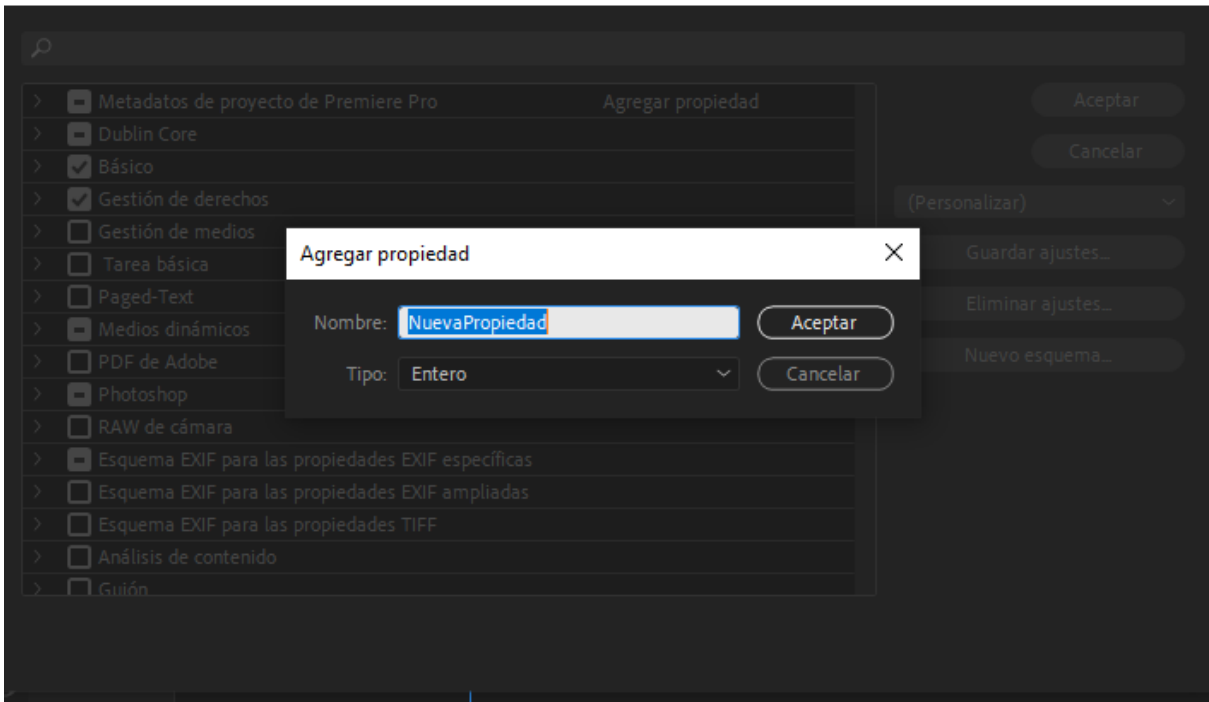 Metadatos de proyecto de Premiere Pro Agregar propiedad
Dublin Core
Básico
Gestión de derechos
Gestión de medios
Tarea básica
Paged-Text
Medios dinámicos
PDF de Adobe
Photoshop
RAW de cámara
Esquema EXIF para las propiedades EXIF específicas
Esquema EXIF para las propiedades EXIF ampliadas
Esquema EXIF para las propiedades TIFF
Análisis de contenido
Guión
Aceptar
Cancelar
(Personalizar)
Guardar ajustes...
Eliminar ajustes...
Nuevo esquema...
Agregar propiedad
Nombre: NuevaPropiedad Aceptar
Tipo: Entero Cancelar